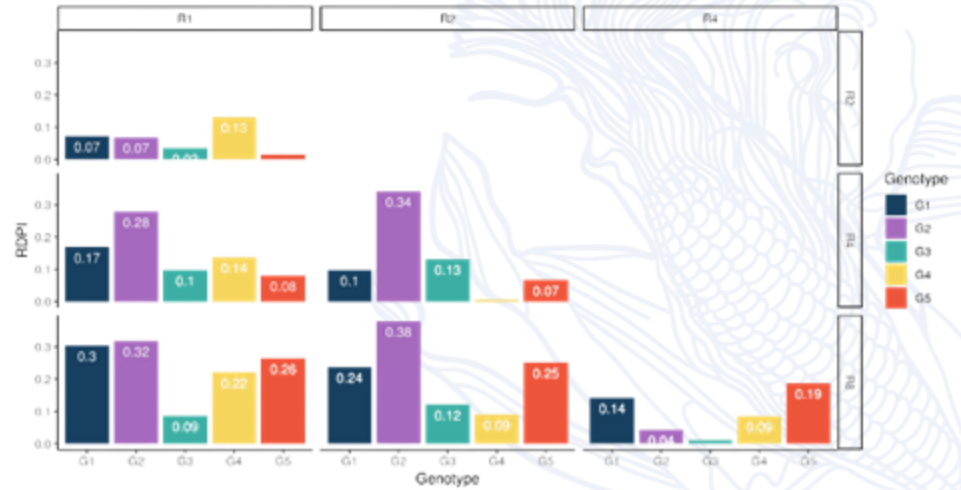 R1 R2 R4
0.3
0.2
0.1
0.0
0.07 0.07 0.03 0.13
R2
0.3
0.2
0.1
0.0
0.17 0.28 0.1 0.14 0.08
0.1 0.34 0.13 0.07
R4
0.3
0.2
0.1
0.0
0.3 0.32 0.09 0.22 0.26
0.24 0.38 0.12 0.09 0.25
0.14 0.04 0.09 0.19
G1 G2 G3 G4 G5 G1 G2 G3 G4 G5 G1 G2 G3 G4 G5
RDPI
Genotype
Genotype
G1
G2
G3
G4
G5